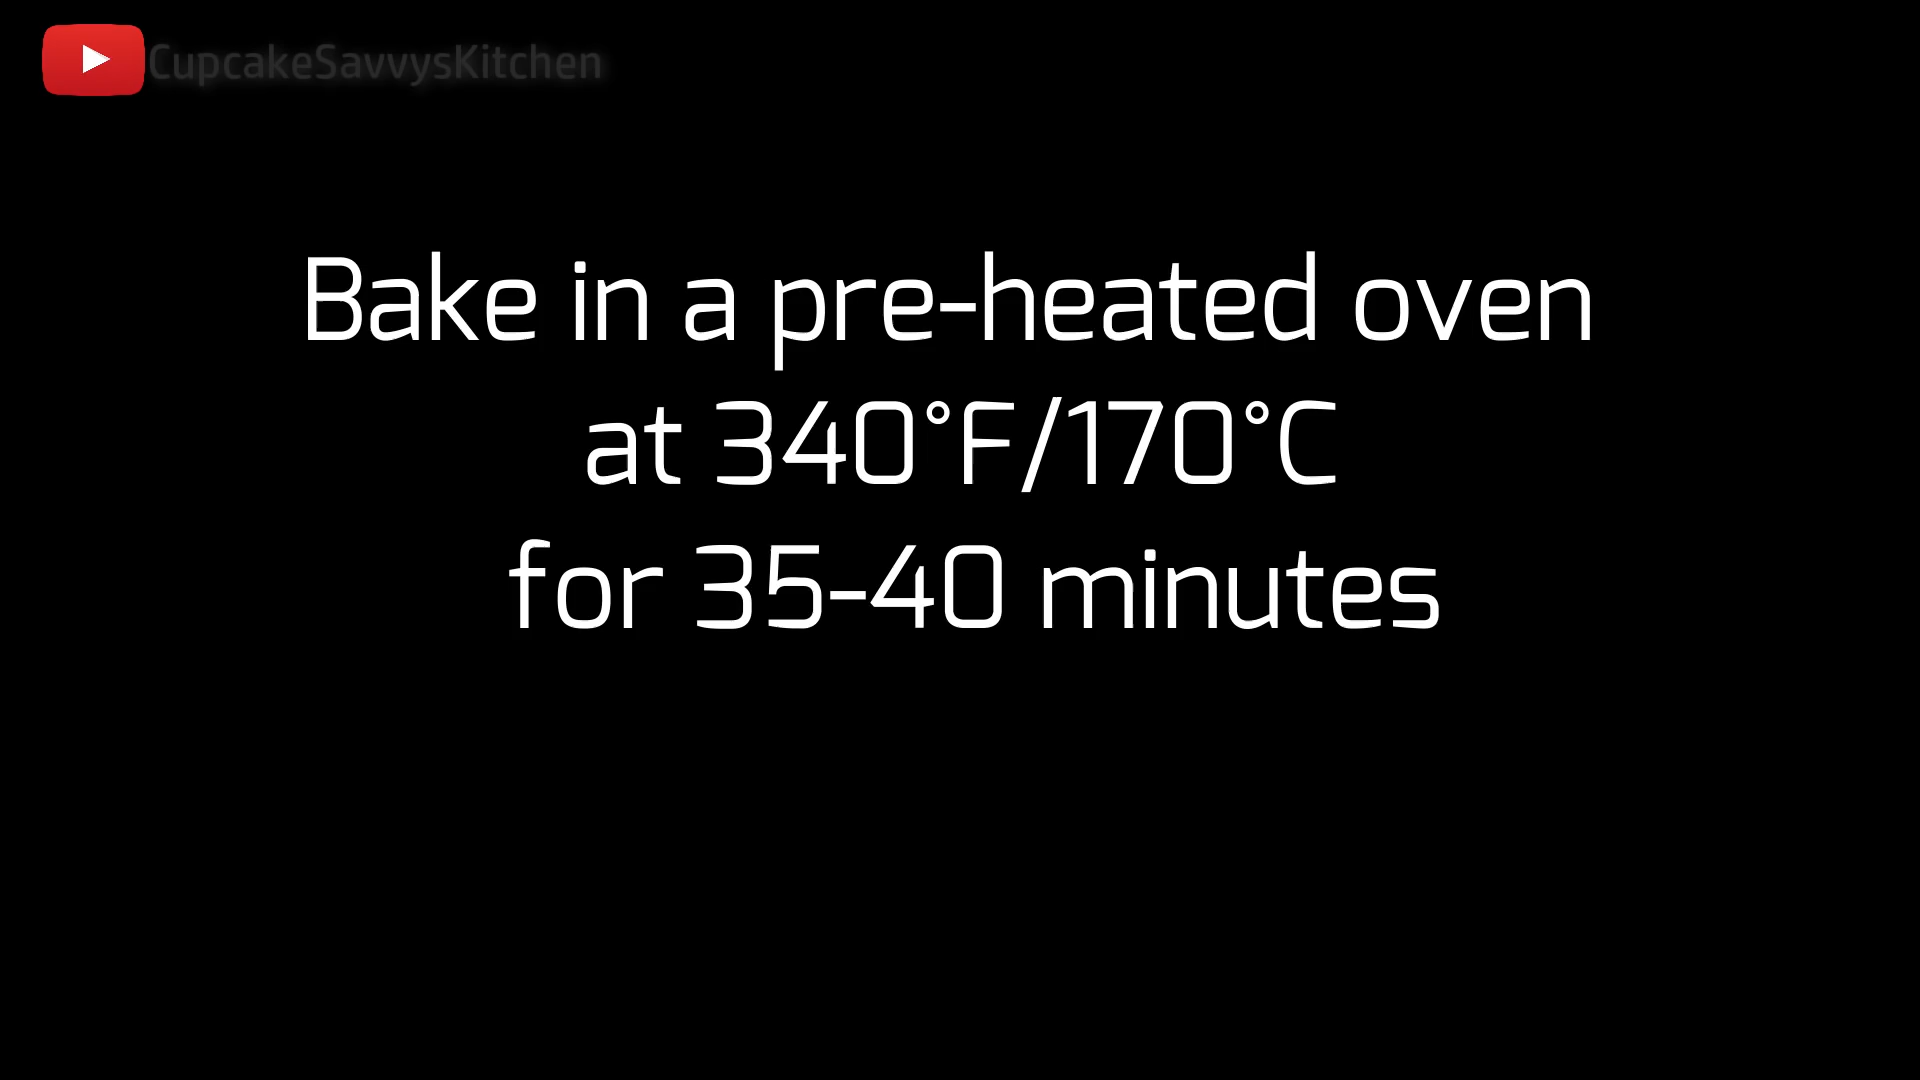 CupcakeSavvysKitchen
Bake in a pre-heated oven
at 340°F/170°C
for 35-40 minutes